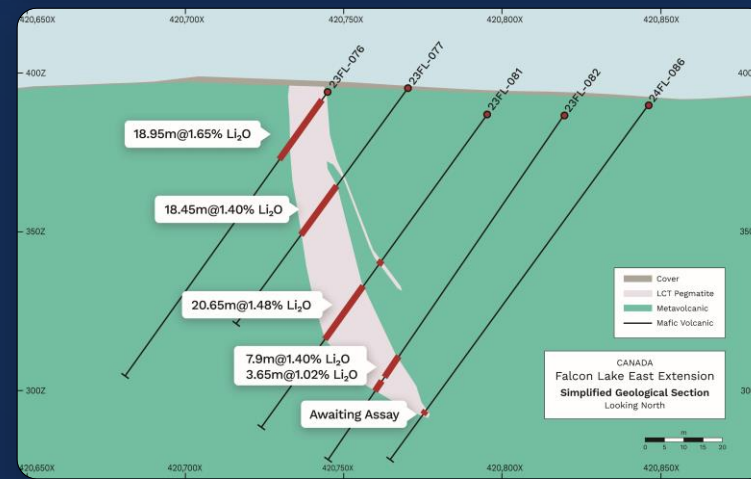 420,650X
420,700X
420,750X
420,800X
420,850X
23FL-076
23FL-077
23FL-081
23FL-082
24FL-086
400Z
40
18.95m@1.65% Li₂O
18.45m@1.40% Li₂O
350Z
35
20.65m@1.48% Li₂O
7.9m@1.40% Li₂O
3.65m@1.02% Li₂O
Awaiting Assay
300Z
30
Cover
LCT Pegmatite
Metavolcanic
Mafic Volcanic
CANADA
Falcon Lake East Extension
Simplified Geological Section
Looking North
m
0 5 10 15 20
420,650X
420,700X
420,750X
420,800X
420,850X